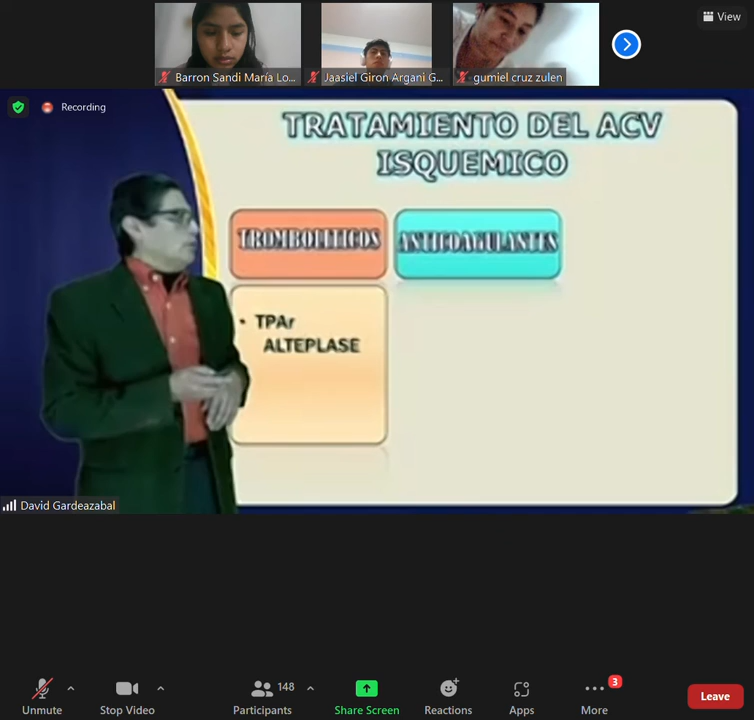 View
Barron Sandi María Lo...
Jaasiel Giron Argani G...
gumiel cruz zulen
Recording
TRATAMIENTO DEL ACV
ISQUEMICO
TROMBOLITICOS
ANTICOAGULANTES
• TPAr
ALTEPLASE
David Gardeazabal
148
3
Unmute
Stop Video
Participants
Share Screen
Reactions
Apps
More
Leave